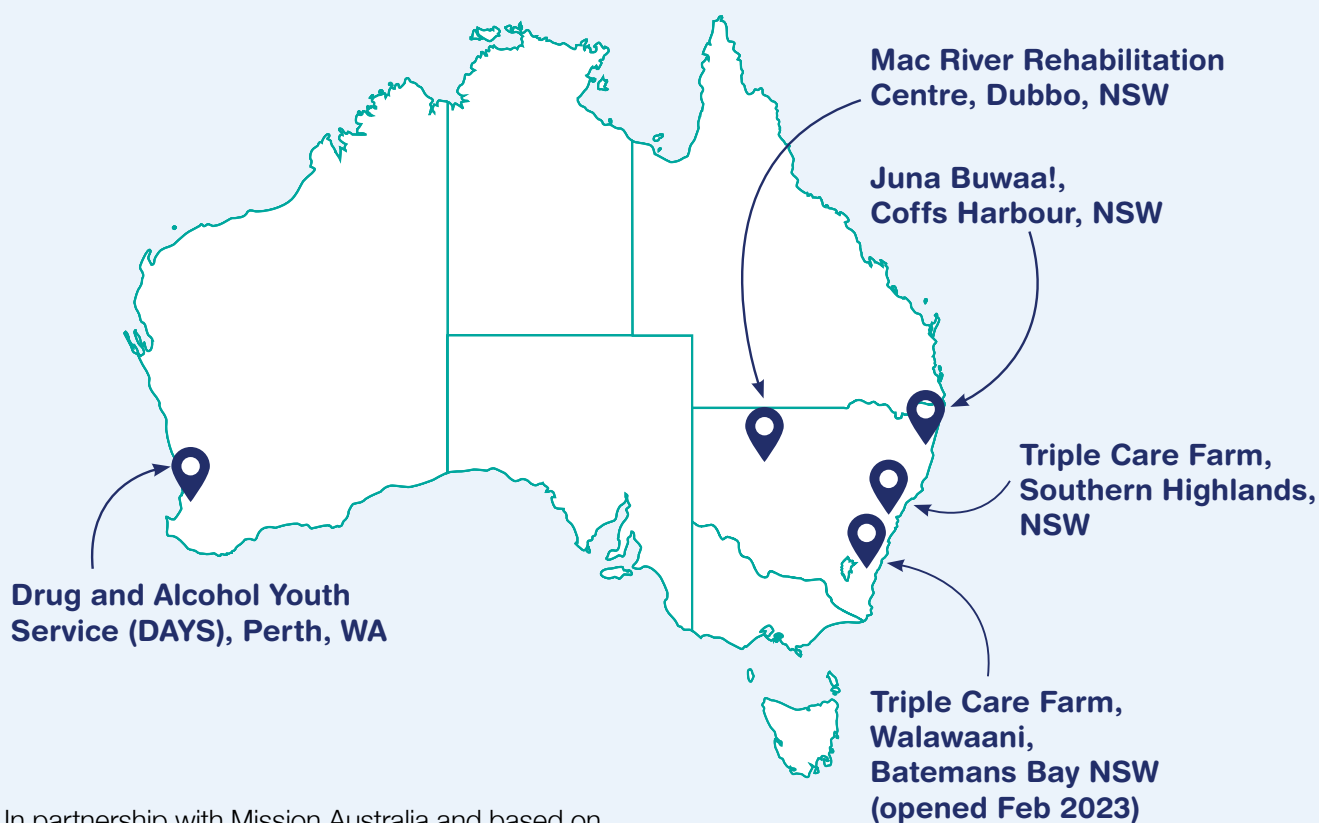 Mac River Rehabilitation
Centre, Dubbo, NSW
Juna Buwaa!,
Coffs Harbour, NSW
Triple Care Farm,
Southern Highlands,
NSW
Drug and Alcohol Youth
Service (DAYS), Perth, WA
Triple Care Farm,
Walawaani,
Batemans Bay NSW
(opened Feb 2023)
In partnership with Mission Australia and based on